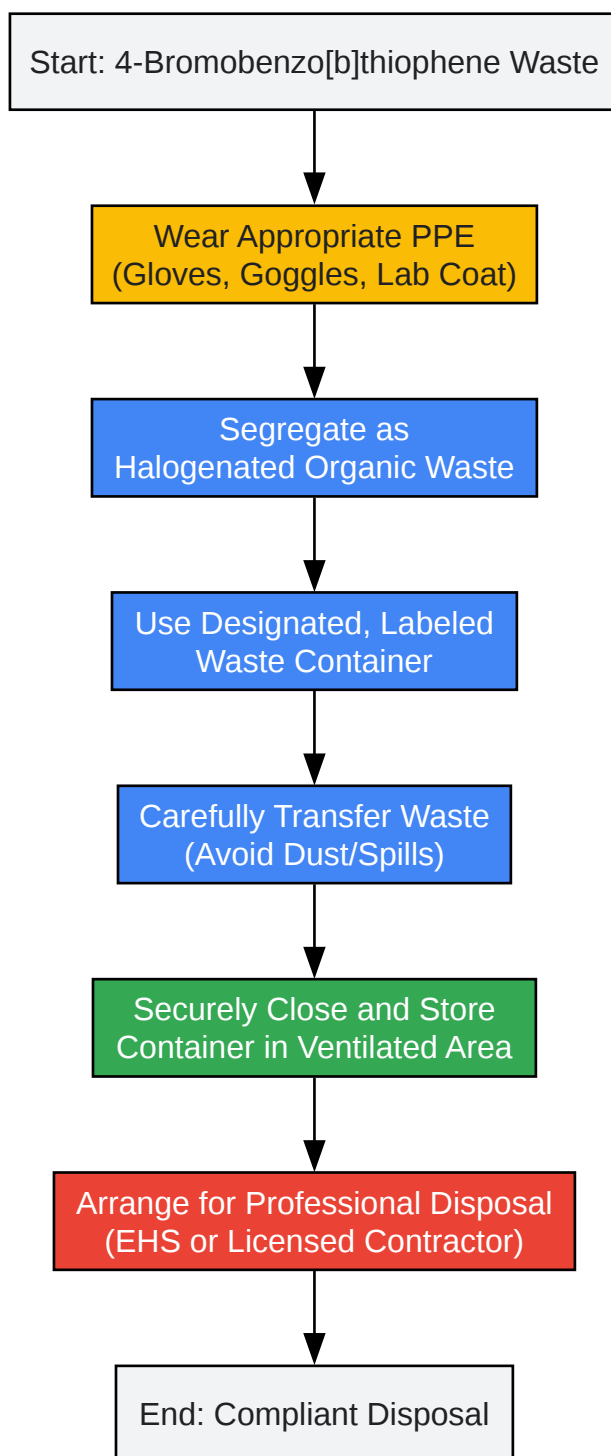 Start: 4-Bromobenzo[b]thiophene Waste
Wear Appropriate PPE
(Gloves, Goggles, Lab Coat)
Segregate as
Halogenated Organic Waste
Use Designated, Labeled
Waste Container
Carefully Transfer Waste
(Avoid Dust/Spills)
Securely Close and Store
Container in Ventilated Area
Arrange for Professional Disposal
(EHS or Licensed Contractor)
End: Compliant Disposal